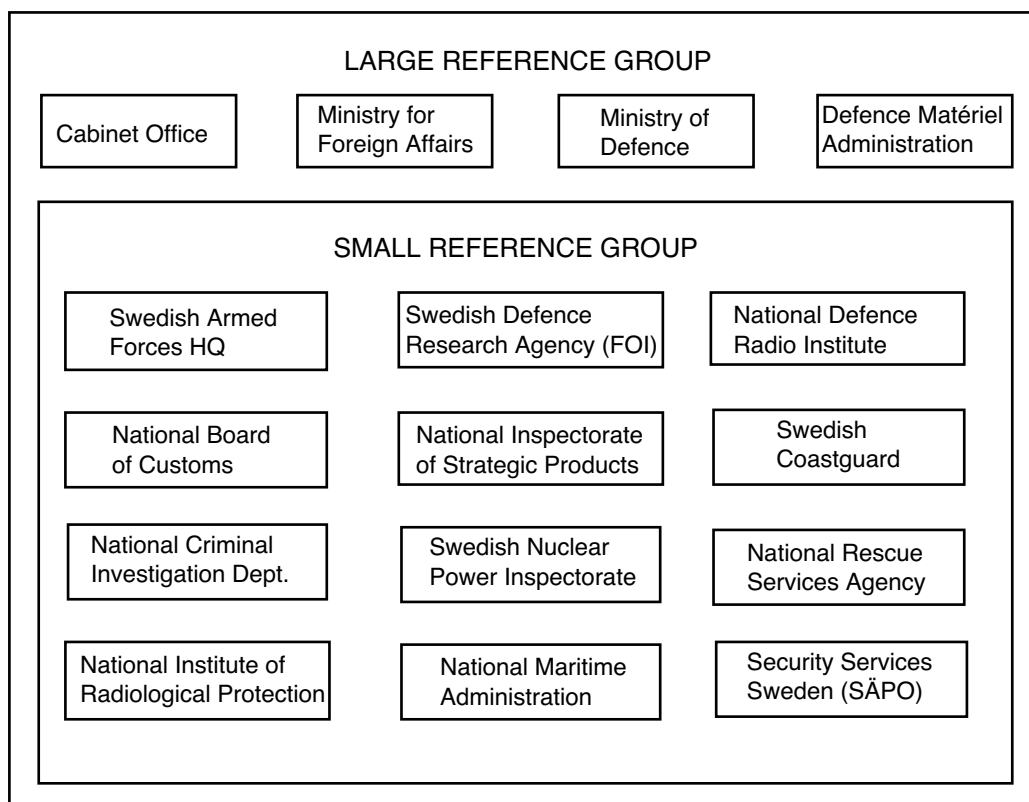 LARGE REFERENCE GROUP
Cabinet Office
Ministry for
Foreign Affairs
Ministry of
Defence
Defence Matériel
Administration
SMALL REFERENCE GROUP
Swedish Armed
Forces HQ
Swedish Defence
Research Agency (FOI)
National Defence
Radio Institute
National Board
of Customs
National Inspectorate
of Strategic Products
Swedish
Coastguard
National Criminal
Investigation Dept.
Swedish Nuclear
Power Inspectorate
National Rescue
Services Agency
National Institute of
Radiological Protection
National Maritime
Administration
Security Services
Sweden (SÄPO)